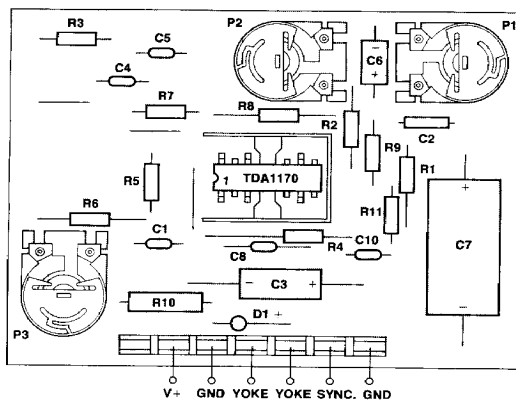 R3
C5
P2
P1
C4
C6
-
+
R7
R8
R2
C2
R9
R1
1 TDA1170
R5
+
R6
R11
C1
R4
C10
C8
C7
- C3 +
R10
-
P3
D1 +
V+ GND YOKE YOKE SYNC. GND